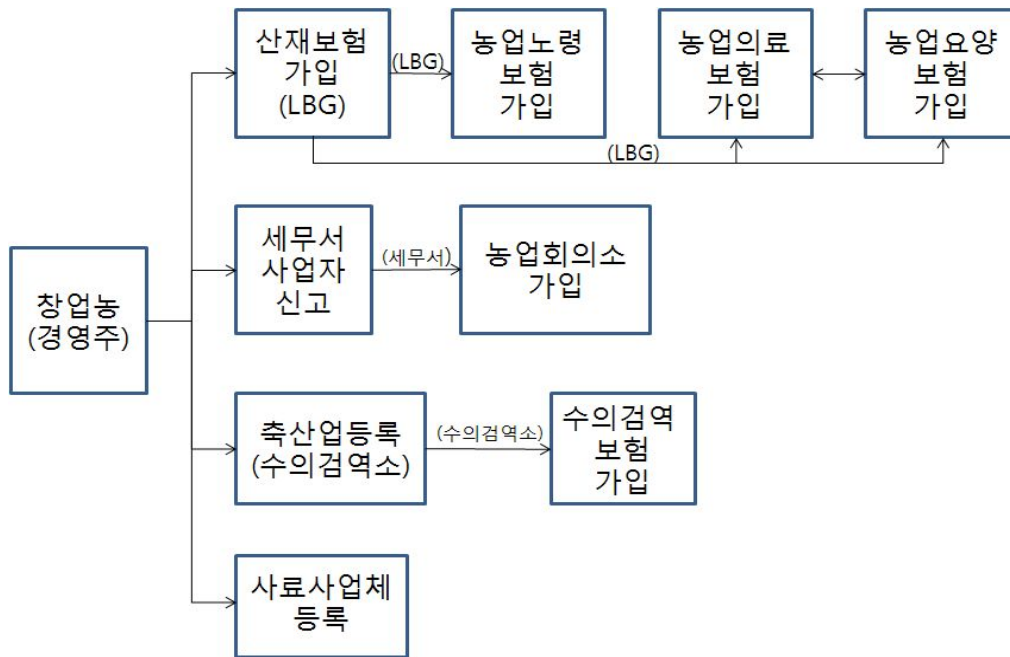 창업농
(경영주)
산재보험
가입
(LBG)
(LBG)
농업노령
보험
가입
농업의료
보험
가입
농업요양
보험
가입
(LBG)
세무서
사업자
신고
(세무서)
농업회의소
가입
축산업등록
(수의검역소)
(수의검역소)
수의검역
보험
가입
사료사업체
등록